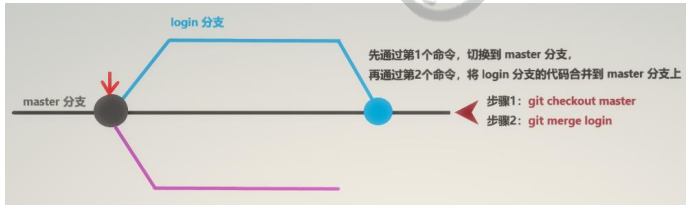 login 分支
先通过第1个命令，切换到 master 分支，
再通过第2个命令，将 login 分支的代码合并到 master 分支上
master 分支
步骤1：git checkout master
步骤2：git merge login